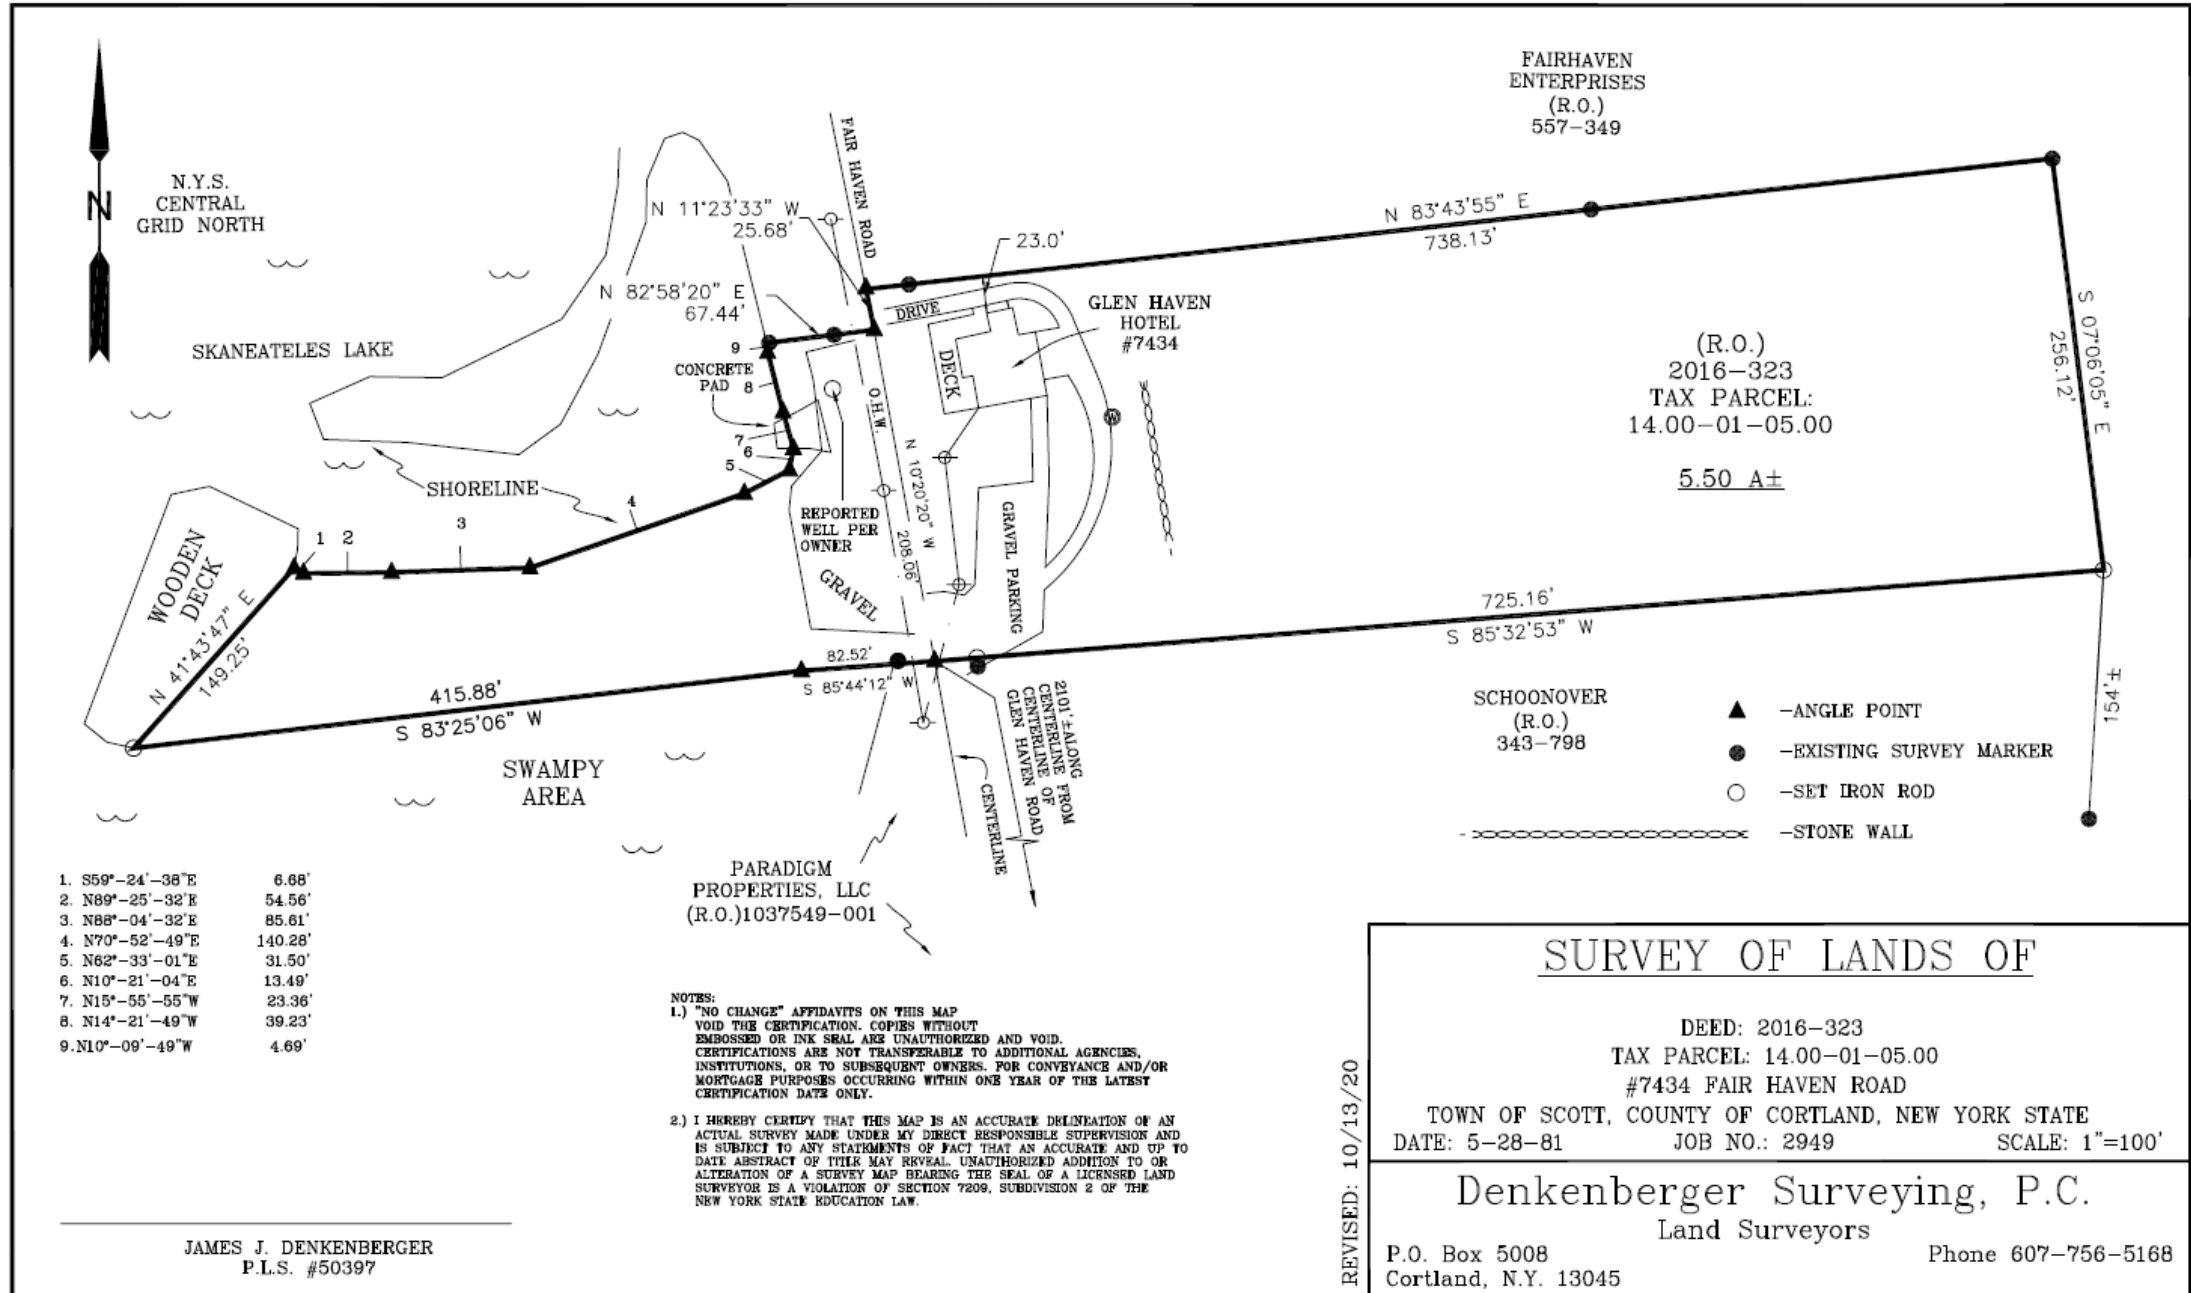 FAIRHAVEN
ENTERPRISES
(R.O.)
557-349
N
N.Y.S.
CENTRAL
GRID NORTH
FAIR HAVEN ROAD
N 11°23'33" W
25.68'
N 83°43'55" E
738.13'
23.0'
N 82°58'20" E
67.44'
DRIVE
GLEN HAVEN
HOTEL
#7434
DECK
S 07°06'05" E
256.12'
(R.O.)
2016-323
TAX PARCEL:
14.00-01-05.00
5.50 A±
SKANEATELES LAKE
9
CONCRETE
PAD
8
7
6
5
O.H.W.
W
N 10°20'20" W
208.06'
SHORELINE
4
3
1
2
REPORTED
WELL PER
OWNER
GRAVEL
GRAVEL PARKING
WOODEN
DECK
N 41°43'47" E
149.25'
725.16'
S 85°32'53" W
82.52'
S 85°44'12" W
415.88'
S 83°25'06" W
SWAMPY
AREA
2101'±ALONG
CENTERLINE FROM
CENTERLINE OF
GLEN HAVEN ROAD
CENTERLINE
SCHOONOVER
(R.O.)
343-798
154'±
-ANGLE POINT
-EXISTING SURVEY MARKER
-SET IRON ROD
-STONE WALL
PARADIGM
PROPERTIES, LLC
(R.O.)1037549-001
1. S59°-24'-38"E 6.68'
2. N89°-25'-32"E 54.56'
3. N88°-04'-32"E 85.61'
4. N70°-52'-49"E 140.28'
5. N62°-33'-01"E 31.50'
6. N10°-21'-04"E 13.49'
7. N15°-55'-55"W 23.36'
8. N14°-21'-49"W 39.23'
9.N10°-09'-49"W 4.69'
NOTES:
1.) "NO CHANGE" AFFIDAVITS ON THIS MAP
VOID THE CERTIFICATION. COPIES WITHOUT
EMBOSSED OR INK SEAL ARE UNAUTHORIZED AND VOID.
CERTIFICATIONS ARE NOT TRANSFERABLE TO ADDITIONAL AGENCIES,
INSTITUTIONS, OR TO SUBSEQUENT OWNERS. FOR CONVEYANCE AND/OR
MORTGAGE PURPOSES OCCURRING WITHIN ONE YEAR OF THE LATEST
CERTIFICATION DATE ONLY.
2.) I HEREBY CERTIFY THAT THIS MAP IS AN ACCURATE DELINEATION OF AN
ACTUAL SURVEY MADE UNDER MY DIRECT RESPONSIBLE SUPERVISION AND
IS SUBJECT TO ANY STATEMENTS OF FACT THAT AN ACCURATE AND UP TO
DATE ABSTRACT OF TITLE MAY REVEAL. UNAUTHORIZED ADDITION TO OR
ALTERATION OF A SURVEY MAP BEARING THE SEAL OF A LICENSED LAND
SURVEYOR IS A VIOLATION OF SECTION 7209, SUBDIVISION 2 OF THE
NEW YORK STATE EDUCATION LAW.
JAMES J. DENKENBERGER
P.L.S. #50397
REVISED: 10/13/20
SURVEY OF LANDS OF
DEED: 2016-323
TAX PARCEL: 14.00-01-05.00
#7434 FAIR HAVEN ROAD
TOWN OF SCOTT, COUNTY OF CORTLAND, NEW YORK STATE
DATE: 5-28-81 JOB NO.: 2949 SCALE: 1"=100'
Denkenberger Surveying, P.C.
Land Surveyors
P.O. Box 5008 Phone 607-756-5168
Cortland, N.Y. 13045